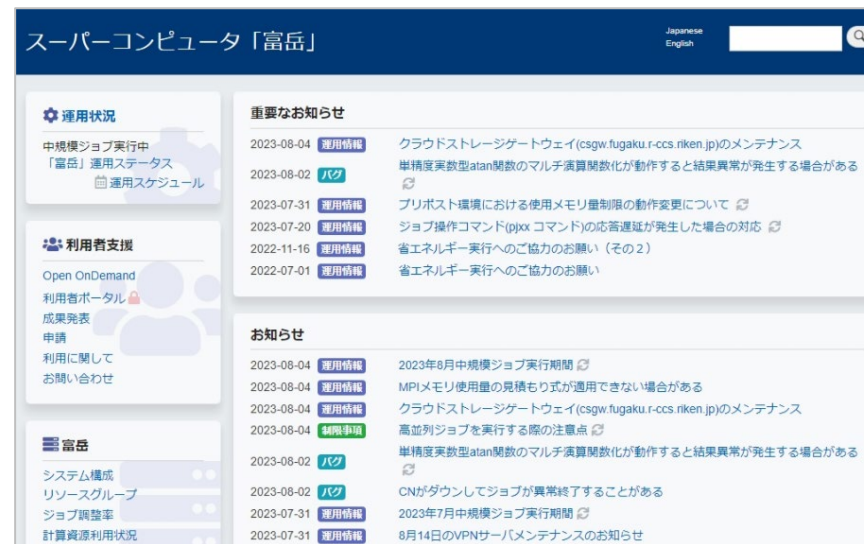 スーパーコンピュータ「富岳」
Japanese
English
運用状況
中規模ジョブ実行中
「富岳」運用ステータス
運用スケジュール
利用者支援
Open OnDemand
利用者ポータル
成果発表
申請
利用に関して
お問い合わせ
富岳
システム構成
リソースグループ
ジョブ調整率
計算資源利用状況
重要なお知らせ
2023-08-04 運用情報 クラウドストレージゲートウェイ(csgw.fugaku.r-ccs.riken.jp)のメンテナンス
2023-08-02 バグ 単精度実数型atan関数のマルチ演算関数化が動作すると結果異常が発生する場合がある
2023-07-31 運用情報 プリポスト環境における使用メモリ量制限の動作変更について
2023-07-20 運用情報 ジョブ操作コマンド(pjxx コマンド)の応答遅延が発生した場合の対応
2022-11-16 運用情報 省エネルギー実行へのご協力のお願い（その２）
2022-07-01 運用情報 省エネルギー実行へのご協力のお願い
お知らせ
2023-08-04 運用情報 2023年8月中規模ジョブ実行期間
2023-08-04 運用情報 MPIメモリ使用量の見積もり式が適用できない場合がある
2023-08-04 運用情報 クラウドストレージゲートウェイ(csgw.fugaku.r-ccs.riken.jp)のメンテナンス
2023-08-04 制限事項 高並列ジョブを実行する際の注意点
2023-08-02 バグ 単精度実数型atan関数のマルチ演算関数化が動作すると結果異常が発生する場合がある
2023-08-02 バグ CNがダウンしてジョブが異常終了することがある
2023-07-31 運用情報 2023年7月中規模ジョブ実行期間
2023-07-31 運用情報 8月14日のVPNサーバメンテナンスのお知らせ